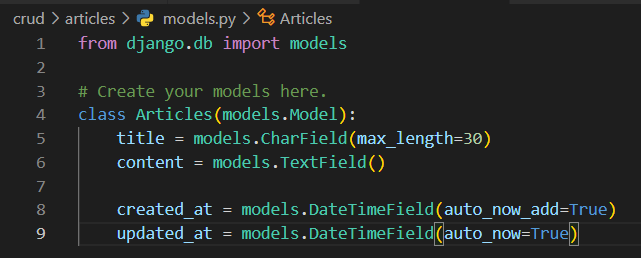 crud > articles > models.py > Articles
1 from django.db import models
2
3 # Create your models here.
4 class Articles(models.Model):
5     title = models.CharField(max_length=30)
6     content = models.TextField()
7
8     created_at = models.DateTimeField(auto_now_add=True)
9     updated_at = models.DateTimeField(auto_now=True)